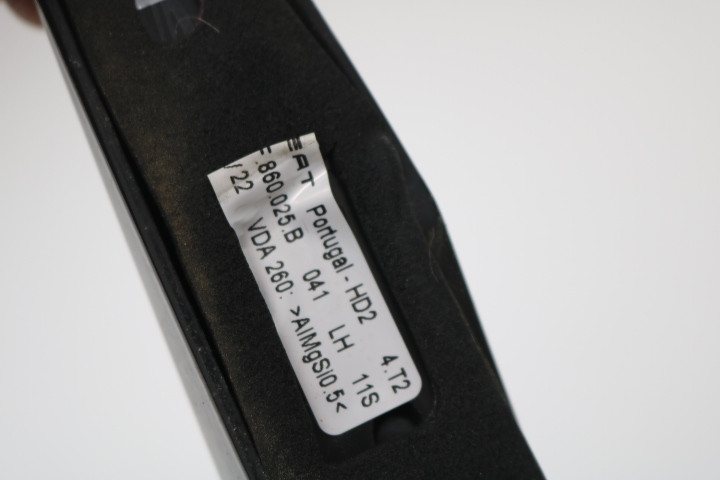 EAT Portugal - HD2 4.T2
F.860.025.B 041 LH 11S
/22 VDA 260: >AlMgSi0.5<